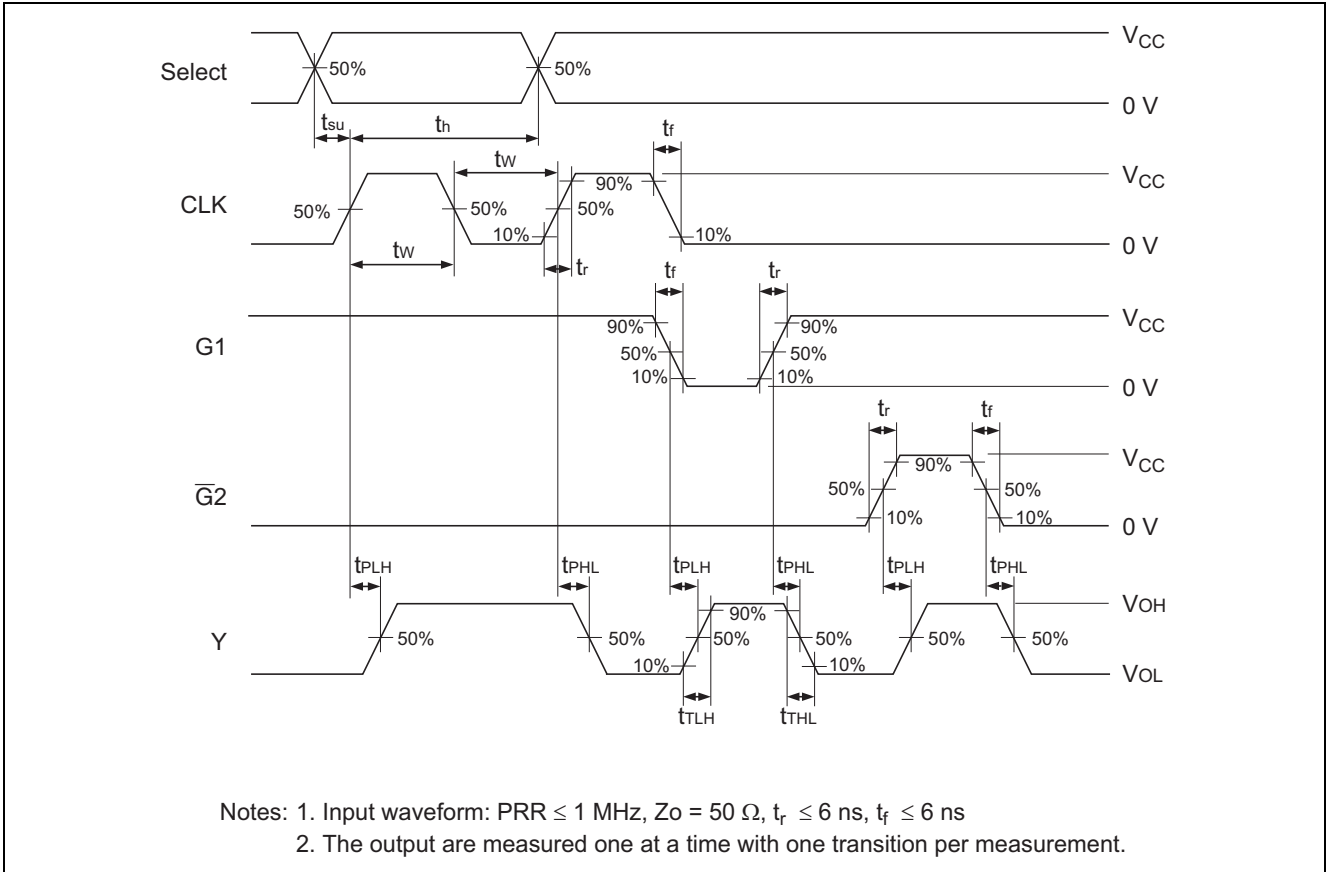 Select
VCC
50%
50%
0 V
tsu
th
tf
tw
VCC
CLK
90%
50%
50%
50%
10%
10%
0 V
tw
tr
tf
tr
VCC
G1
90%
90%
50%
50%
10%
10%
0 V
tr
tf
VCC
G̅2
90%
50%
50%
10%
10%
0 V
tPLH
tPHL
tPLH
tPHL
tPLH
tPHL
VOH
Y
90%
50%
50%
50%
50%
50%
50%
10%
10%
VOL
tTLH
tTHL
Notes: 1. Input waveform: PRR ≤ 1 MHz, Zo = 50 Ω, tr ≤ 6 ns, tf ≤ 6 ns
2. The output are measured one at a time with one transition per measurement.